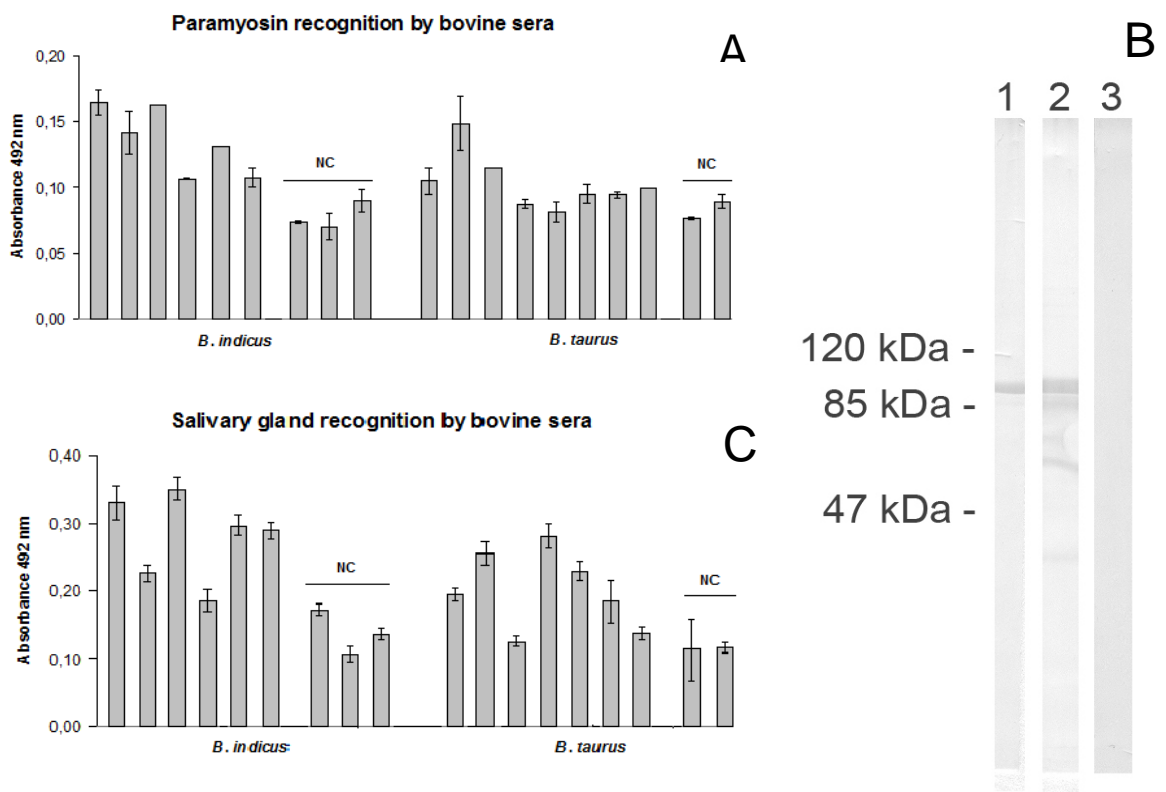 Paramyosin recognition by bovine sera
A
0,20
0,15
0,10
0,05
0,00
Absorbance 492 nm
NC
NC
B. indicus
B. taurus
B
1 2 3
120 kDa -
85 kDa -
47 kDa -
Salivary gland recognition by bovine sera
C
0,40
0,30
0,20
0,10
0,00
Absorbance 492 nm
NC
NC
B. indicus
B. taurus